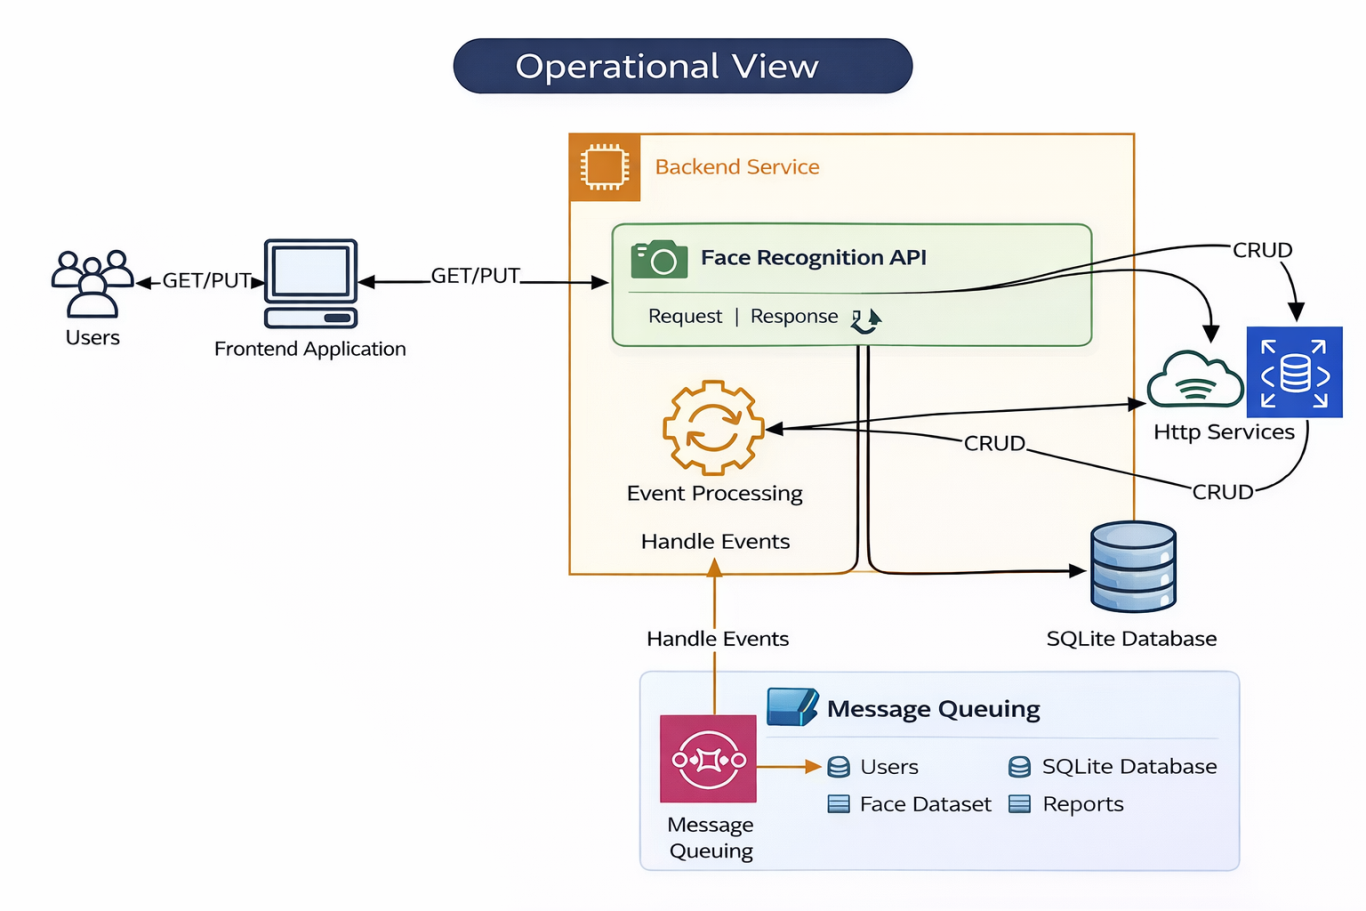 Operational View
Backend Service
Face Recognition API
Request | Response
CRUD
GET/PUT
GET/PUT
Users
Frontend Application
Http Services
CRUD
CRUD
Event Processing
Handle Events
Handle Events
SQLite Database
Message Queuing
Users
SQLite Database
Face Dataset
Reports
Message
Queuing